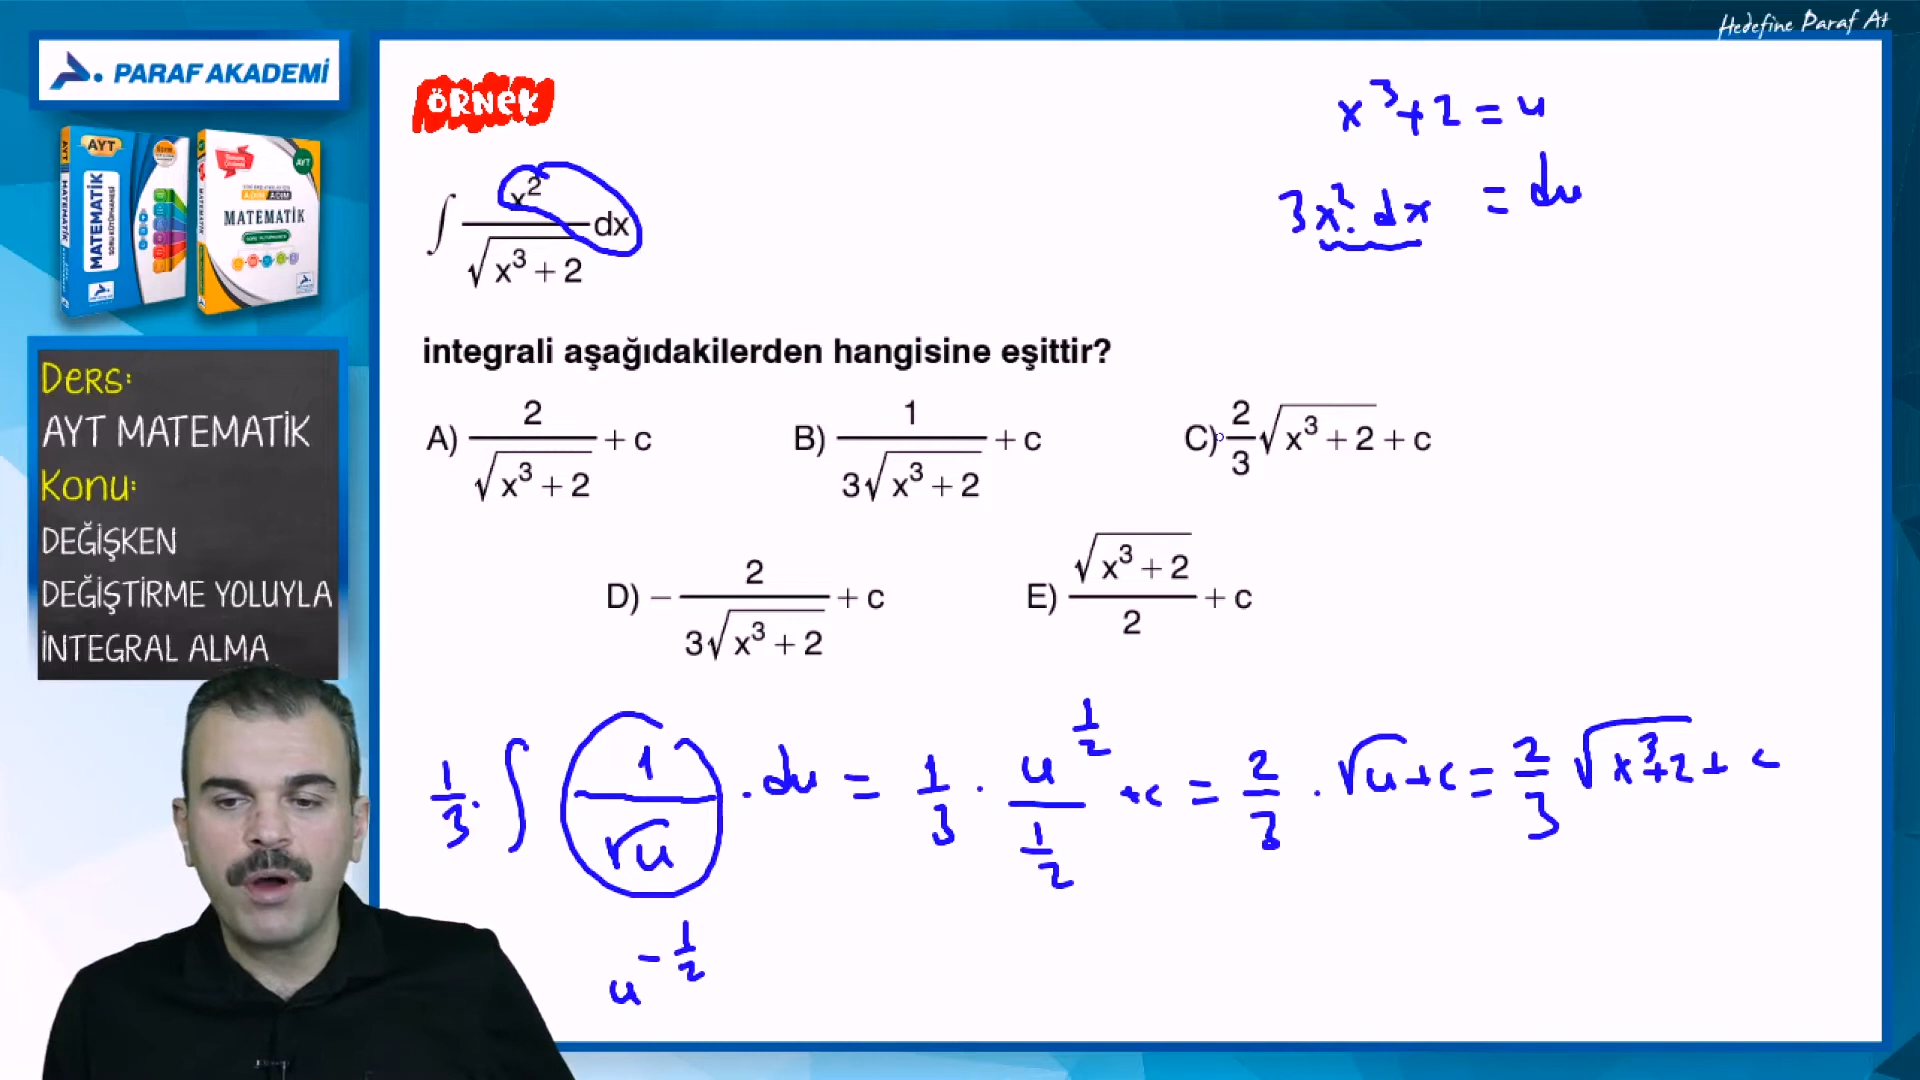 Hedefine Paraf At
PARAF AKADEMİ
AYT
MATEMATİK
AYT
MATEMATİK
Ders:
AYT MATEMATİK
Konu:
DEĞİŞKEN
DEĞİŞTİRME YOLUYLA
İNTEGRAL ALMA
ÖRNEK
∫ x² / √(x³ + 2) dx
x³ + 2 = u
3x² · dx = du
integrali aşağıdakilerden hangisine eşittir?
A) 2 / √(x³ + 2) + c
B) 1 / 3√(x³ + 2) + c
C) 2/3 √(x³ + 2) + c
D) − 2 / 3√(x³ + 2) + c
E) √(x³ + 2) / 2 + c
1/3 · ∫ 1/√u · du = 1/3 · u^(1/2) / (1/2) + c = 2/3 · √u + c = 2/3 √(x³+2) + c
u^(−1/2)